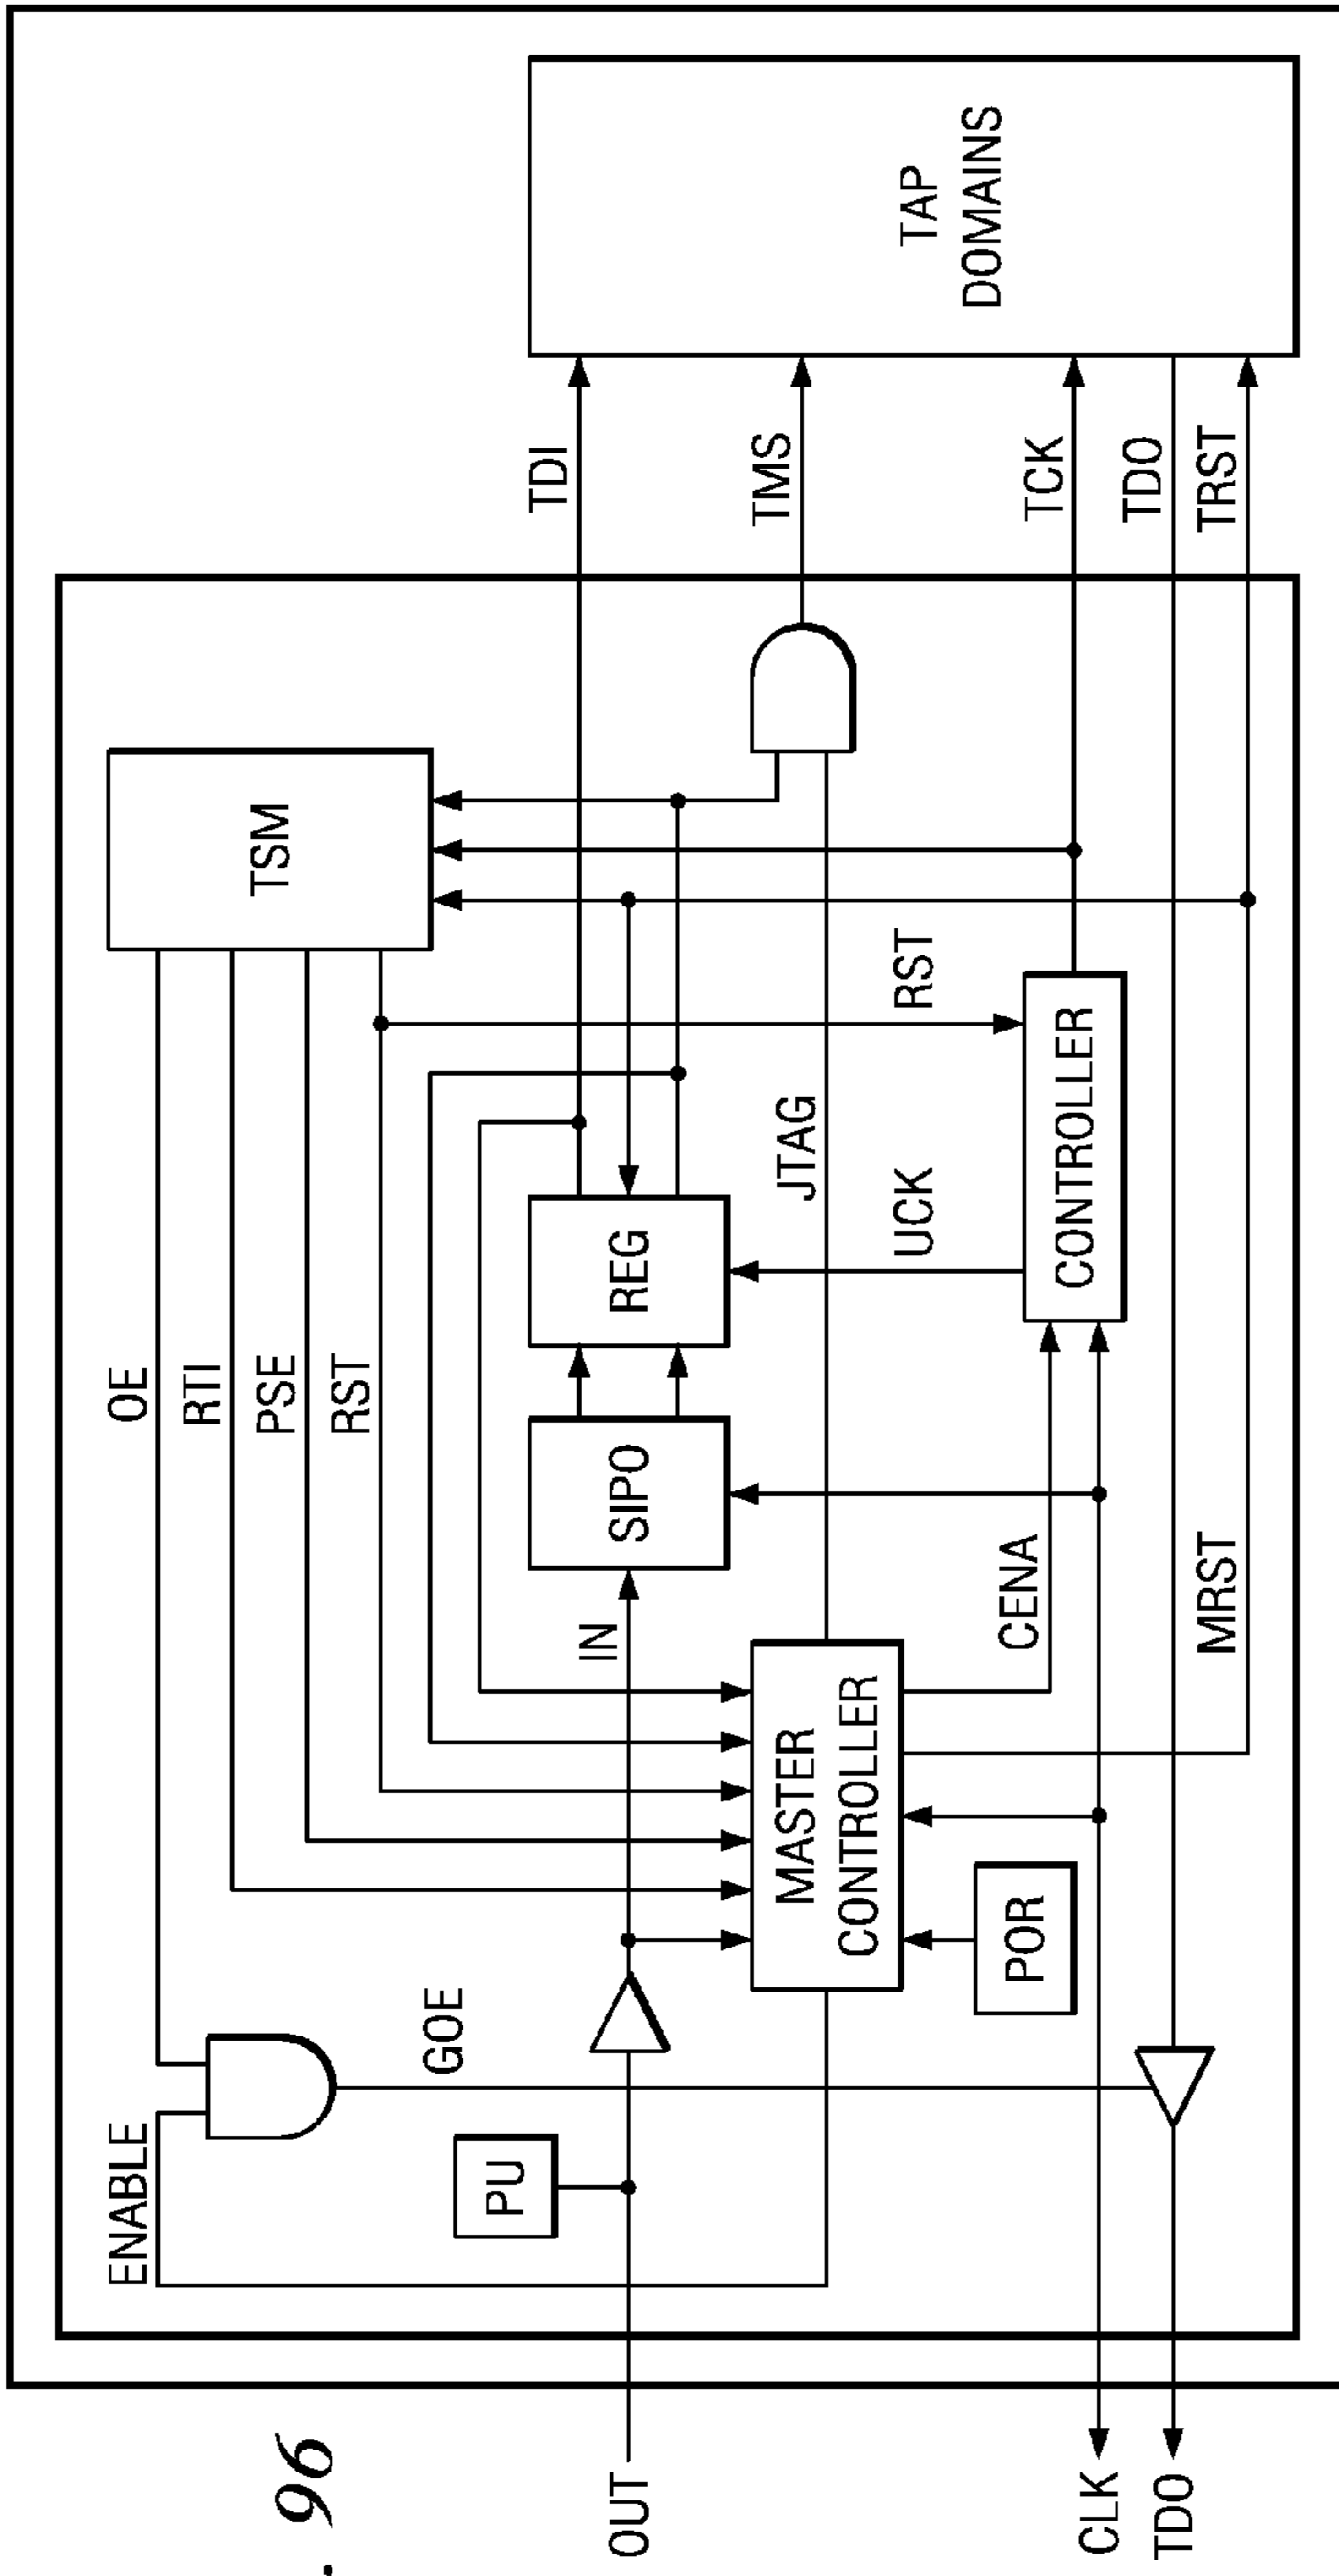 . 96
ENABLE
OE
RTI
PSE
RST
TSM
GOE
PU
OUT
IN
SIPO
REG
TDI
TAP
DOMAINS
MASTER
CONTROLLER
JTAG
TMS
UCK
RST
POR
CENA
CONTROLLER
TCK
CLK
TDO
TDO
MRST
TRST